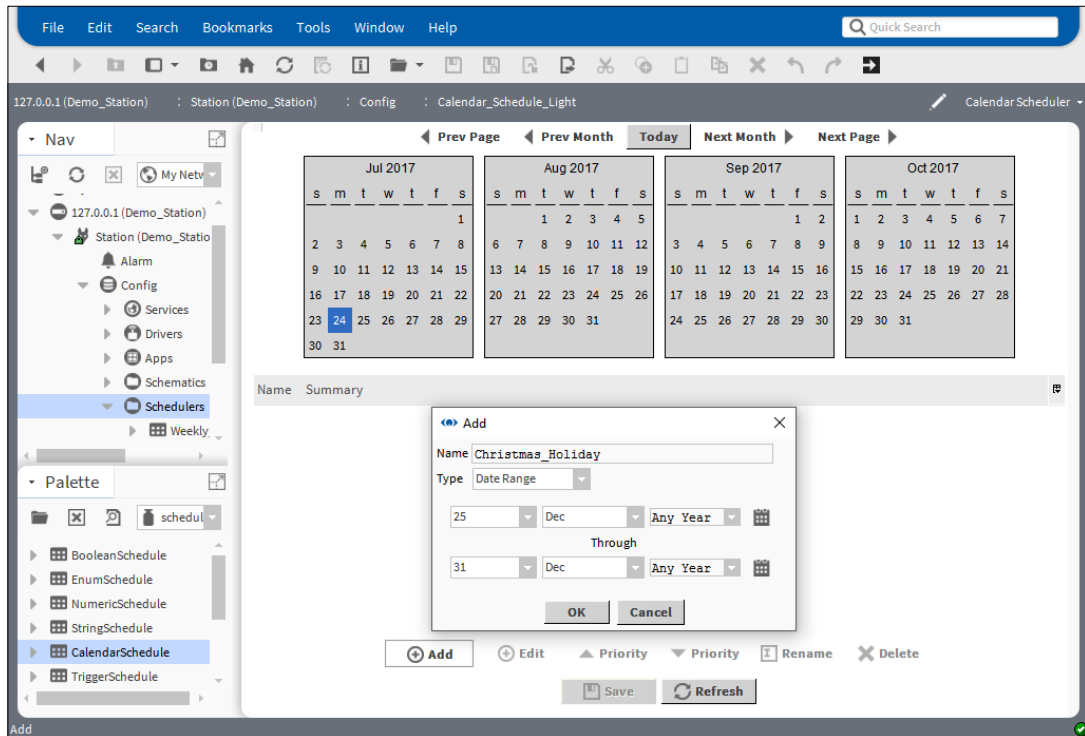 File Edit Search Bookmarks Tools Window Help
Quick Search
127.0.0.1 (Demo_Station) : Station (Demo_Station) : Config : Calendar_Schedule_Light
Calendar Scheduler
Nav
My Netw
127.0.0.1 (Demo_Station)
Station (Demo_Statio
Alarm
Config
Services
Drivers
Apps
Schematics
Schedulers
Weekly_
Palette
schedul
BooleanSchedule
EnumSchedule
NumericSchedule
StringSchedule
CalendarSchedule
TriggerSchedule
Prev Page Prev Month Today Next Month Next Page
Jul 2017
s m t w t f s
1
2 3 4 5 6 7 8
9 10 11 12 13 14 15
16 17 18 19 20 21 22
23 24 25 26 27 28 29
30 31
Aug 2017
s m t w t f s
1 2 3 4 5
6 7 8 9 10 11 12
13 14 15 16 17 18 19
20 21 22 23 24 25 26
27 28 29 30 31
Sep 2017
s m t w t f s
1 2
3 4 5 6 7 8 9
10 11 12 13 14 15 16
17 18 19 20 21 22 23
24 25 26 27 28 29 30
Oct 2017
s m t w t f s
1 2 3 4 5 6 7
8 9 10 11 12 13 14
15 16 17 18 19 20 21
22 23 24 25 26 27 28
29 30 31
Name Summary
Add
Name Christmas_Holiday
Type Date Range
25 Dec Any Year
Through
31 Dec Any Year
OK Cancel
Add Edit Priority Priority Rename Delete
Save Refresh
Add